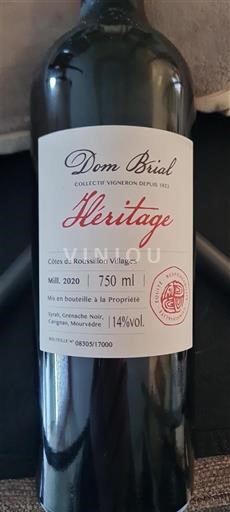 Dom Brial
COLLECTIF VIGNERON DEPUIS 1923
Héritage
VINIOU
Côtes du Roussillon Villages
Mill. 2020 | 750 ml
Mis en bouteille à la Propriété
Syrah, Grenache Noir,
Carignan, Mourvèdre | 14%vol.
BOUTEILLE N° 08305/17000